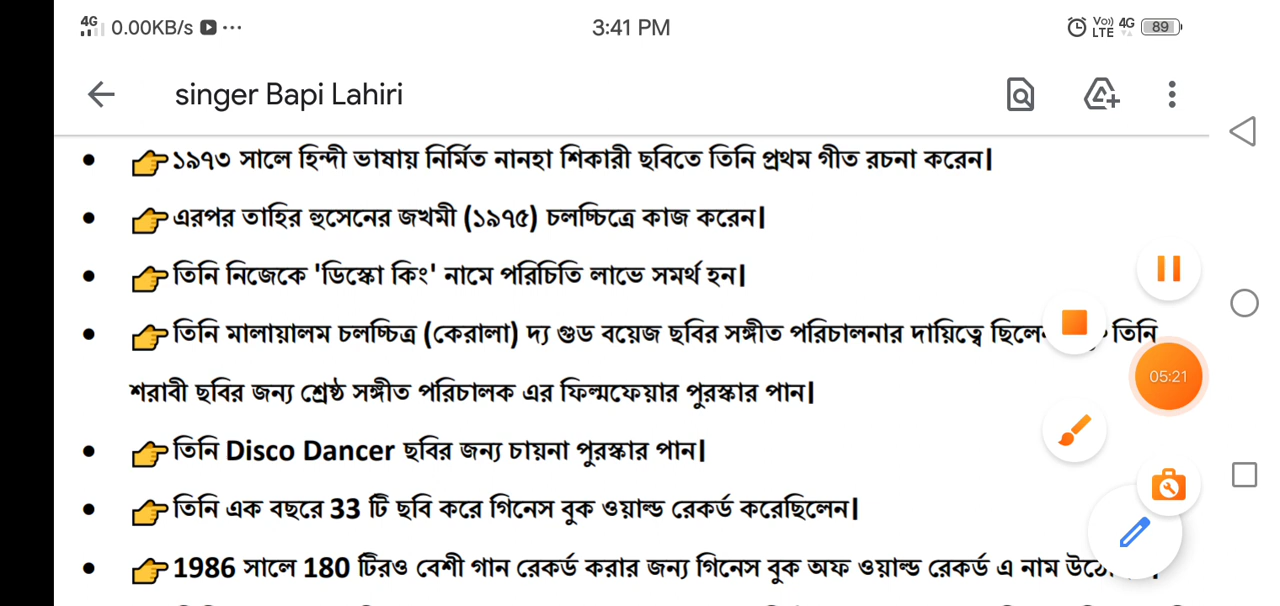 4G 0.00KB/s ... 3:41 PM Vo)) LTE 4G 89
singer Bapi Lahiri
• 👉১৯৭৩ সালে হিন্দী ভাষায় নির্মিত নানহা শিকারী ছবিতে তিনি প্রথম গীত রচনা করেন|
• 👉এরপর তাহির হুসেনের জখমী (১৯৭৫) চলচ্চিত্রে কাজ করেন|
• 👉তিনি নিজেকে 'ডিস্কো কিং' নামে পরিচিতি লাভে সমর্থ হন|
• 👉তিনি মালায়ালম চলচ্চিত্র (কেরালা) দ্য গুড বয়েজ ছবির সঙ্গীত পরিচালনার দায়িত্বে তিনি
শরাবী ছবির জন্য শ্রেষ্ঠ সঙ্গীত পরিচালক এর ফিল্মফেয়ার পুরস্কার পান|
05:21
• 👉তিনি Disco Dancer ছবির জন্য চায়না পুরস্কার পান|
• 👉তিনি এক বছরে 33 টি ছবি করে গিনেস বুক ওয়াল্ড রেকর্ড করেছিলেন|
• 👉1986 সালে 180 টিরও বেশী গান রেকর্ড করার জন্য গিনেস বুক অফ ওয়াল্ড রেকর্ড এ নাম